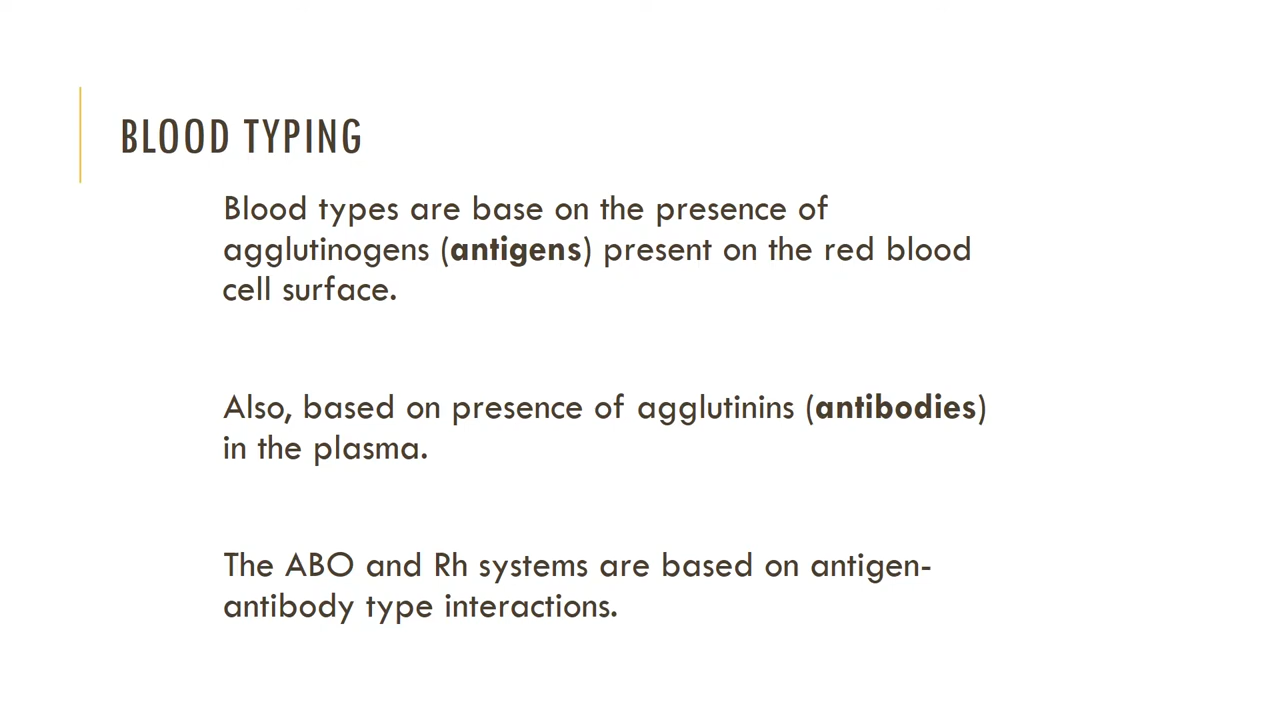 BLOOD TYPING
Blood types are base on the presence of
agglutinogens (antigens) present on the red blood
cell surface.
Also, based on presence of agglutinins (antibodies)
in the plasma.
The ABO and Rh systems are based on antigen-
antibody type interactions.